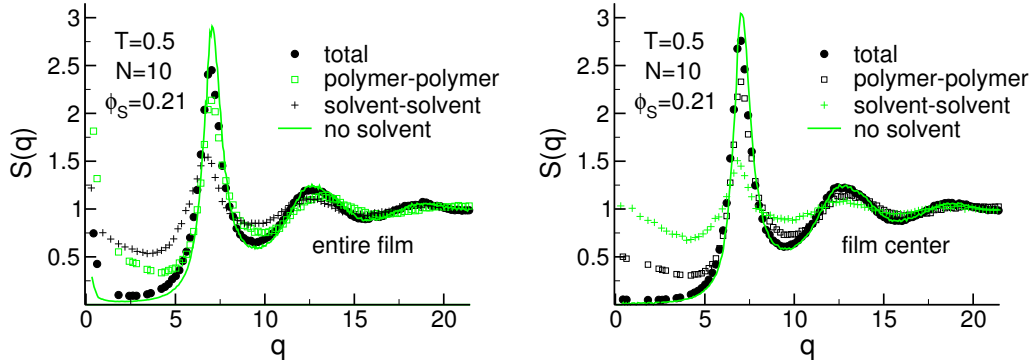 3
2.5
2
1.5
1
0.5
S(q)
T=0.5
N=10
ϕS=0.21
total
polymer-polymer
solvent-solvent
no solvent
entire film
0 5 10 15 20
q
3
2.5
2
1.5
1
0.5
S(q)
T=0.5
N=10
ϕS=0.21
total
polymer-polymer
solvent-solvent
no solvent
film center
0 5 10 15 20
q